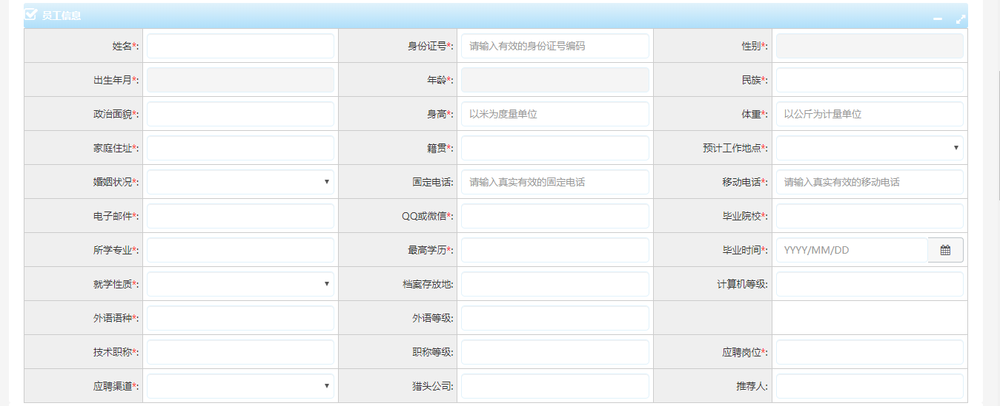 员工信息
姓名*: 身份证号*: 请输入有效的身份证号编码 性别*:
出生年月*: 年龄*: 民族*:
政治面貌*: 身高*: 以米为度量单位 体重*: 以公斤为计量单位
家庭住址*: 籍贯*: 预计工作地点*:
婚姻状况*: 固定电话: 请输入真实有效的固定电话 移动电话*: 请输入真实有效的移动电话
电子邮件*: QQ或微信*: 毕业院校*:
所学专业*: 最高学历*: 毕业时间*: YYYY/MM/DD
就学性质*: 档案存放地: 计算机等级:
外语语种*: 外语等级:
技术职称*: 职称等级: 应聘岗位*:
应聘渠道*: 猎头公司: 推荐人: